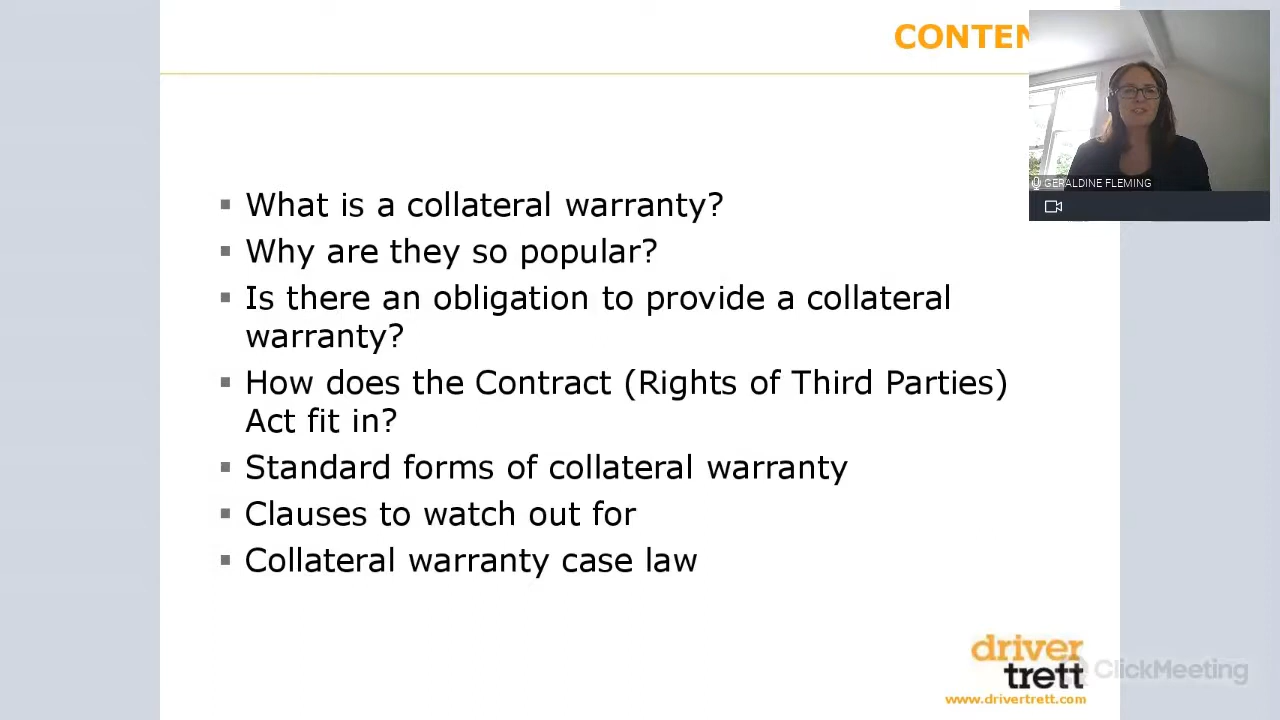 CONTEN
GERALDINE FLEMING
▪ What is a collateral warranty?
▪ Why are they so popular?
▪ Is there an obligation to provide a collateral
warranty?
▪ How does the Contract (Rights of Third Parties)
Act fit in?
▪ Standard forms of collateral warranty
▪ Clauses to watch out for
▪ Collateral warranty case law
driver
trett
ClickMeeting
www.drivertrett.com